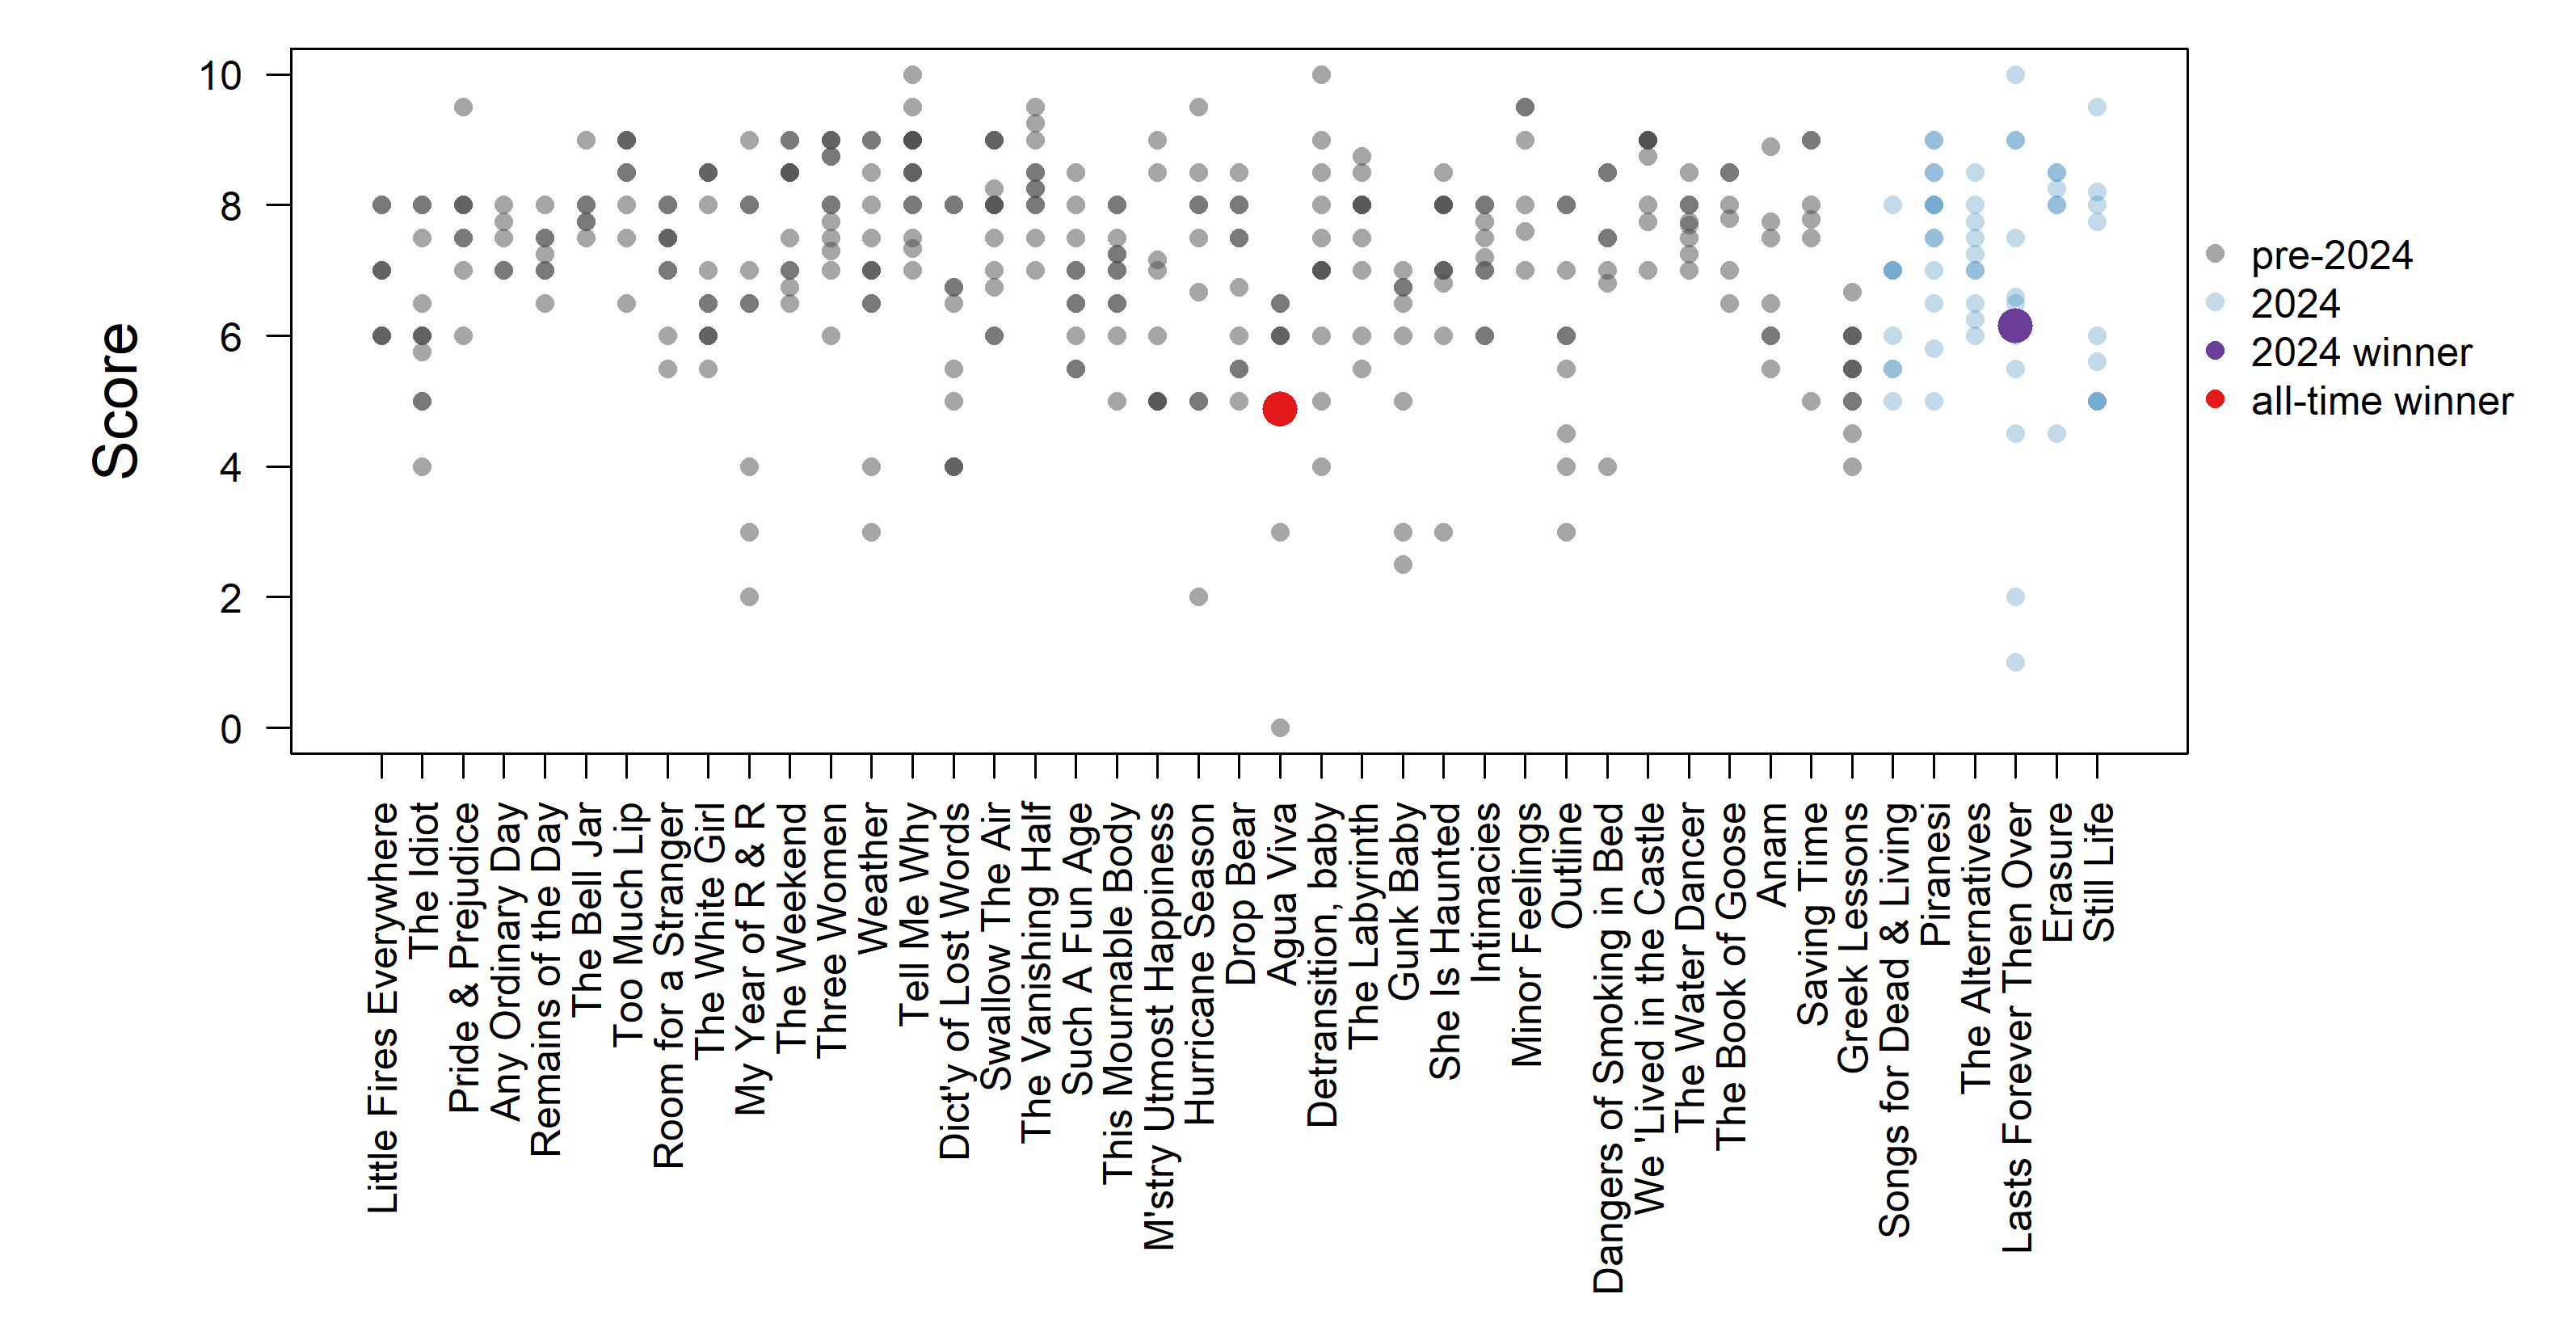 Score
10
8
6
4
2
0
Little Fires Everywhere
The Idiot
Pride & Prejudice
Any Ordinary Day
Remains of the Day
The Bell Jar
Too Much Lip
Room for a Stranger
The White Girl
My Year of R & R
The Weekend
Three Women
Weather
Tell Me Why
Dict'y of Lost Words
Swallow The Air
The Vanishing Half
Such A Fun Age
This Mournable Body
M'stry Utmost Happiness
Hurricane Season
Drop Bear
Agua Viva
Detransition, baby
The Labyrinth
Gunk Baby
She Is Haunted
Intimacies
Minor Feelings
Outline
Dangers of Smoking in Bed
We 'Lived in the Castle
The Water Dancer
The Book of Goose
Anam
Saving Time
Greek Lessons
Songs for Dead & Living
Piranesi
The Alternatives
Lasts Forever Then Over
Erasure
Still Life
pre-2024
2024
2024 winner
all-time winner